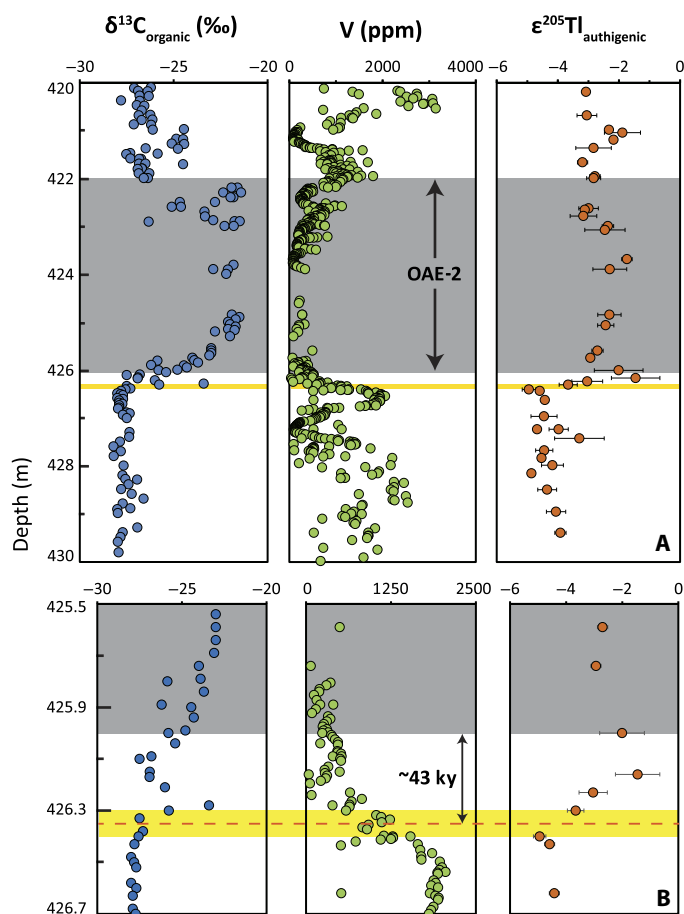 δ¹³Corganic (‰) V (ppm) ε²⁰⁵Tlauthigenic
−30 −25 −20 0 2000 4000 −6 −4 −2 0
420
422
OAE-2
424
426
428
Depth (m)
430 A
−30 −25 −20 0 1250 2500 −6 −4 −2 0
425.5
425.9
~43 ky
426.3
426.7 B